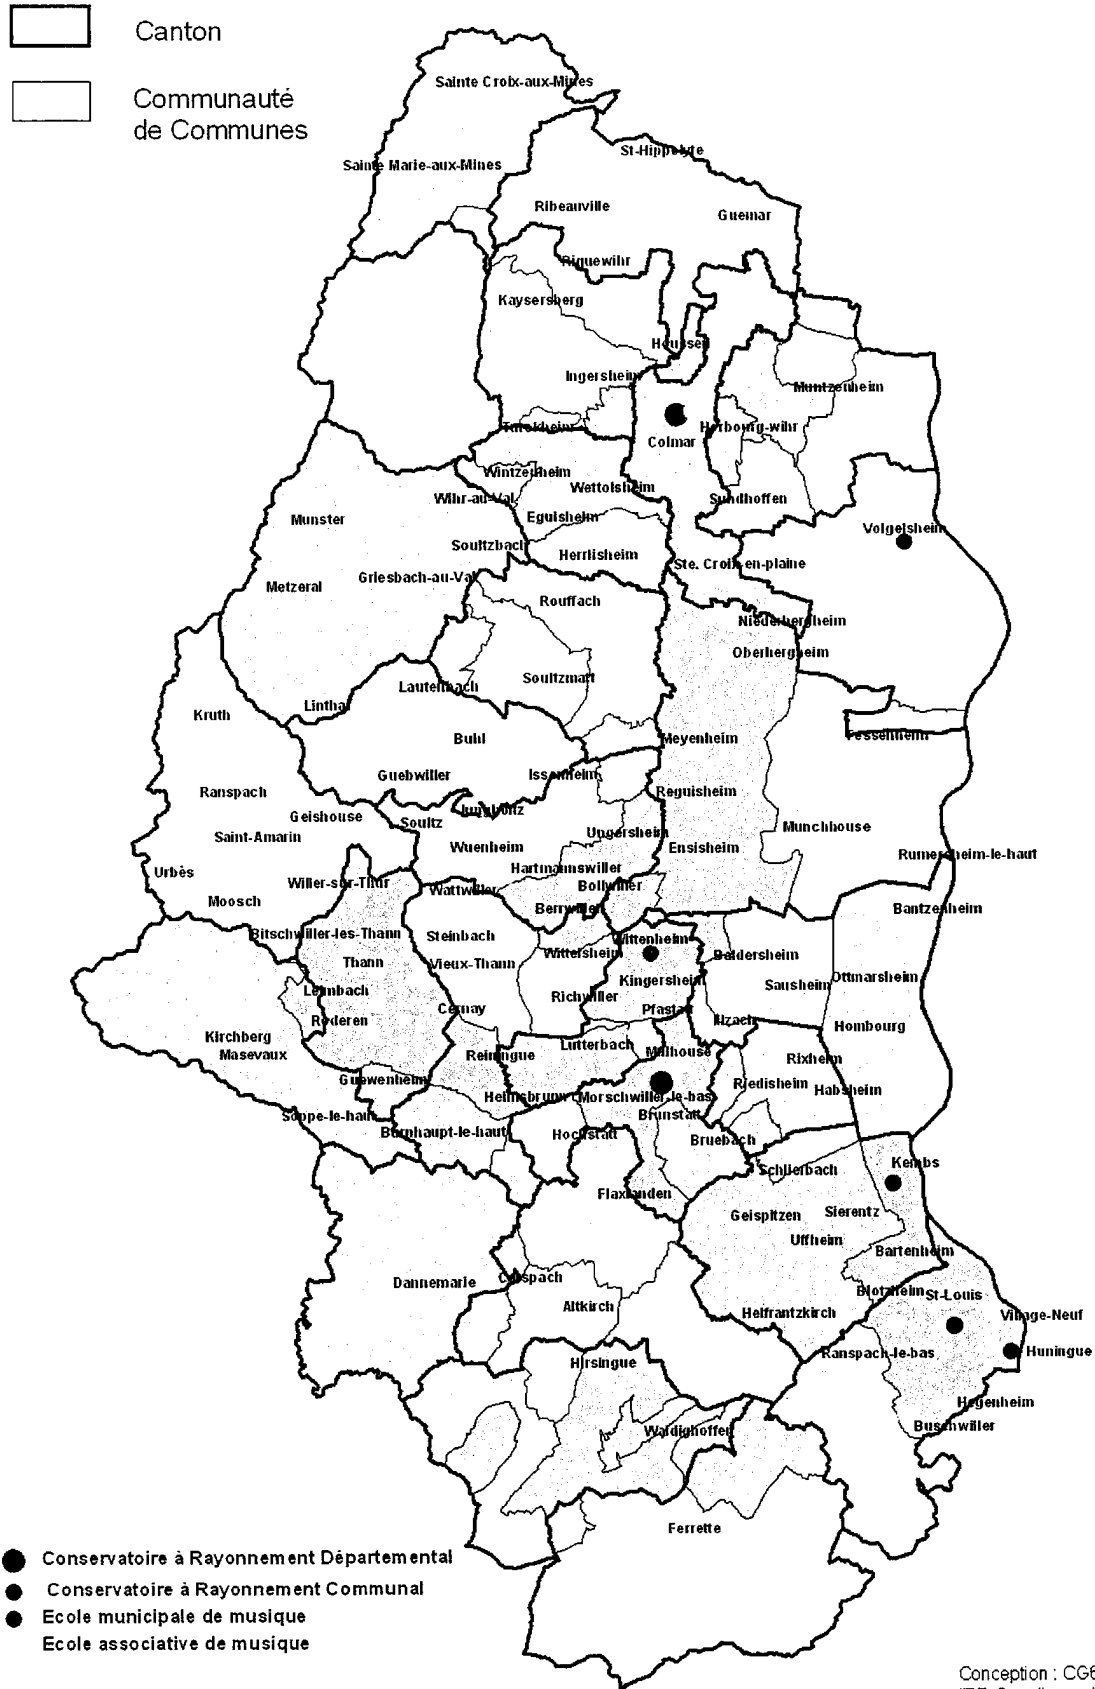 Canton
Communauté
de Communes
Sainte Croix-aux-Mines
St-Hippolyte
Sainte Marie-aux-Mines
Ribeauville
Guemar
Riquewihr
Kaysersberg
Houssen
Ingersheim
Muntzenheim
Turckheim
Horbourg-wihr
Colmar
Wintzenheim
Wettolsheim
Wihr-au-Val
Sundhoffen
Munster
Eguisheim
Volgelsheim
Soultzbach
Herrlisheim
Ste. Croix-en-plaine
Metzeral
Griesbach-au-Val
Rouffach
Niederhergheim
Oberhergheim
Soultzmatt
Lautenbach
Linthal
Kruth
Buhl
Meyenheim
Fessenheim
Guebwiller
Issenheim
Ranspach
Reguisheim
Geishouse
Jungholtz
Soultz
Saint-Amarin
Ungersheim
Munchhouse
Wuenheim
Ensisheim
Rumersheim-le-haut
Urbès
Hartmannswiller
Willer-sur-Thur
Wattwiller
Bollwiller
Moosch
Berrwiller
Bantzenheim
Bitschwiller-les-Thann
Steinbach
Wittenheim
Wittelsheim
Baldersheim
Thann
Vieux-Thann
Kingersheim
Ottmarsheim
Leimbach
Richwiller
Sausheim
Cernay
Pfastatt
Roderen
Illzach
Hombourg
Kirchberg
Masevaux
Reiningue
Lutterbach
Mulhouse
Rixheim
Guewenheim
Riedisheim
Habsheim
Heimsbrunn
Morschwiller-le-bas
Soppe-le-haut
Brunstatt
Burnhaupt-le-haut
Hochstatt
Bruebach
Schlierbach
Kembs
Flaxlanden
Geispitzen
Sierentz
Uffheim
Bartenheim
Dannemarie
Carspach
Blotzheim
St-Louis
Altkirch
Helfrantzkirch
Village-Neuf
Ranspach-le-bas
Huningue
Hirsingue
Hegenheim
Waldighoffen
Buschwiller
Ferrette
Conservatoire à Rayonnement Départemental
Conservatoire à Rayonnement Communal
Ecole municipale de musique
Ecole associative de musique
Conception : CG6